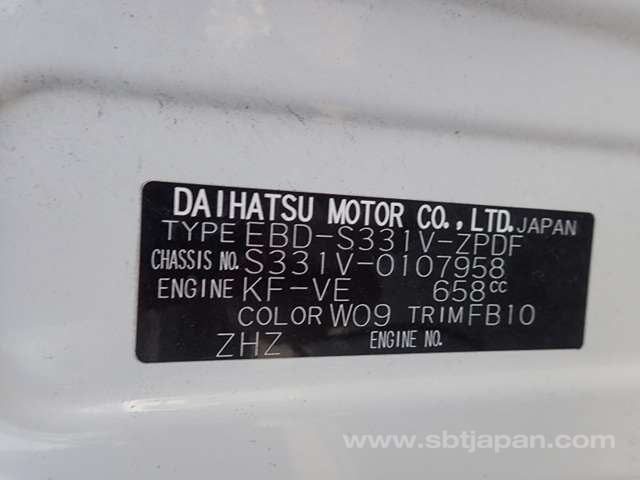 DAIHATSU MOTOR CO.,LTD. JAPAN
TYPE EBD-S331V-ZPDF
CHASSIS NO. S331V-0107958
ENGINE KF-VE 658cc
COLOR W09 TRIM FB10
ZHZ ENGINE NO.
www.sbtjapan.com